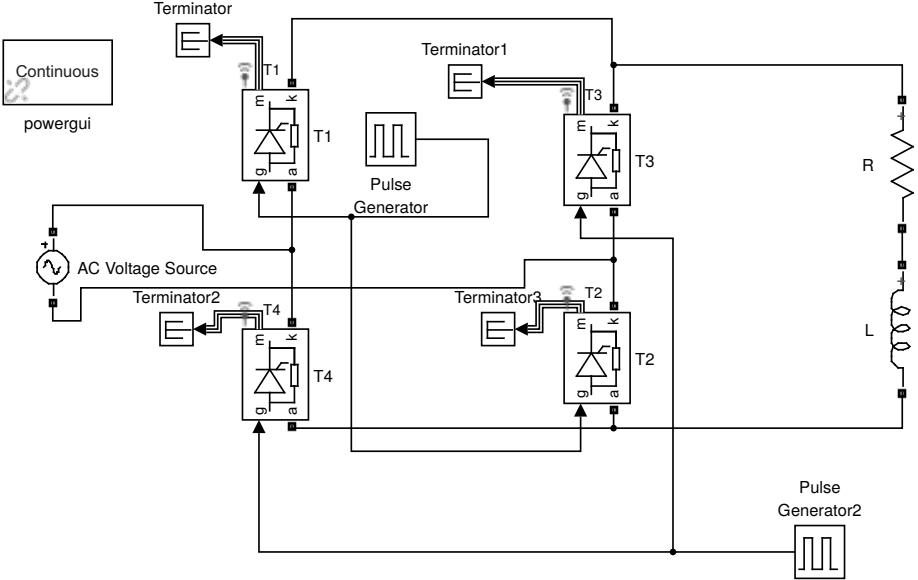 Terminator
Continuous
powergui
T1
m
k
T1
g
a
Pulse
Generator
Terminator1
T3
m
k
T3
g
a
R
+
+
AC Voltage Source
Terminator2
T4
m
k
T4
g
a
Terminator3
T2
m
k
T2
g
a
+
L
Pulse
Generator2